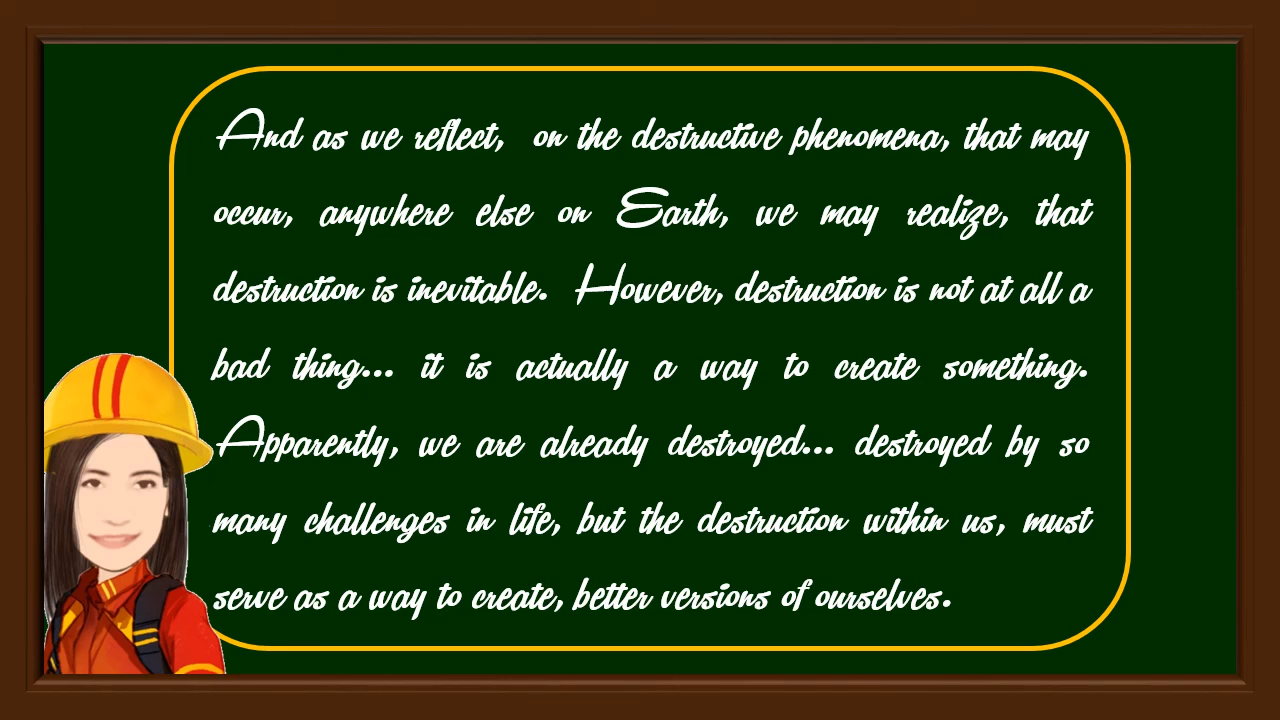 And as we reflect, on the destructive phenomena, that may
occur, anywhere else on Earth, we may realize, that
destruction is inevitable. However, destruction is not at all a
bad thing... it is actually a way to create something.
Apparently, we are already destroyed... destroyed by so
many challenges in life, but the destruction within us, must
serve as a way to create, better versions of ourselves.